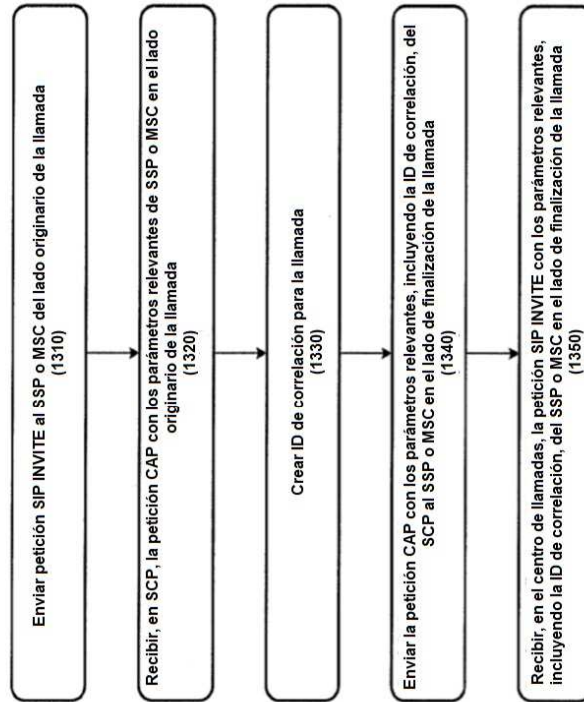 Enviar petición SIP INVITE al SSP o MSC del lado originario de la llamada
(1310)
Recibir, en SCP, la petición CAP con los parámetros relevantes de SSP o MSC en el lado
originario de la llamada
(1320)
Crear ID de correlación para la llamada
(1330)
Enviar la petición CAP con los parámetros relevantes, incluyendo la ID de correlación, del
SCP al SSP o MSC en el lado de finalización de la llamada
(1340)
Recibir, en el centro de llamadas, la petición SIP INVITE con los parámetros relevantes,
incluyendo la ID de correlación, del SSP o MSC en el lado de finalización de la llamada
(1350)